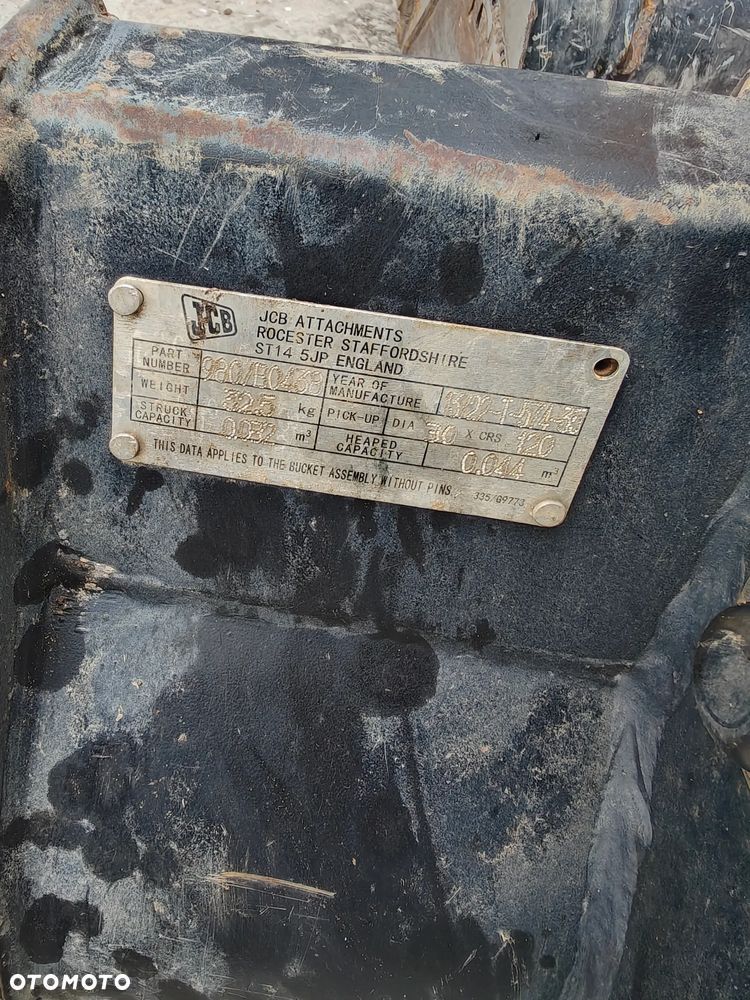 JCB
JCB ATTACHMENTS
ROCESTER STAFFORDSHIRE
ST14 5JP ENGLAND
PART NUMBER 980/B0438 YEAR OF MANUFACTURE
WEIGHT 32.5 kg PICK-UP DIA 30 X CRS 120
STRUCK CAPACITY 0.032 m³ HEAPED CAPACITY 0.044 m³
THIS DATA APPLIES TO THE BUCKET ASSEMBLY WITHOUT PINS
335/G9773
OTOMOTO